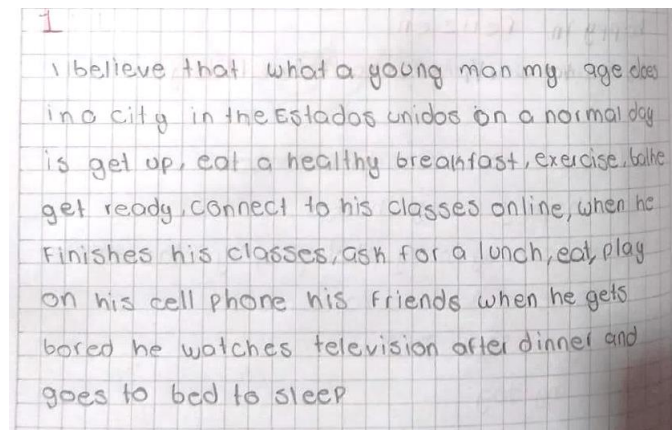 1
I believe that what a young man my age does
in a city in the Estados unidos on a normal day
is get up, eat a healthy breakfast, exercise, bathe
get ready, connect to his classes online, when he
Finishes his classes, ask for a lunch, eat, play
on his cell phone his friends when he gets
bored he watches television after dinner and
goes to bed to sleep